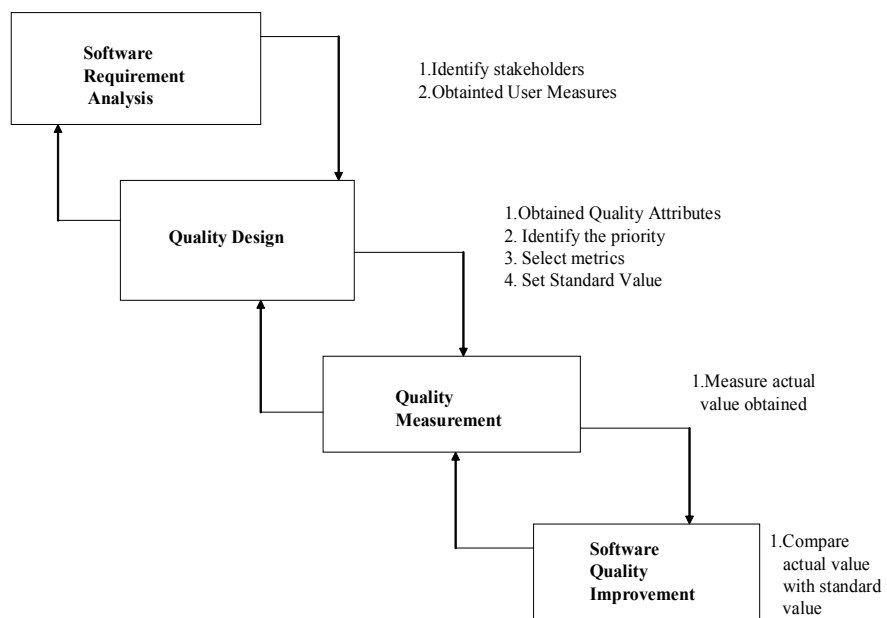 Software
Requirement
Analysis
1.Identify stakeholders
2.Obtainted User Measures
Quality Design
1.Obtained Quality Attributes
2. Identify the priority
3. Select metrics
4. Set Standard Value
Quality
Measurement
1.Measure actual
value obtained
Software
Quality
Improvement
1.Compare
actual value
with standard
value